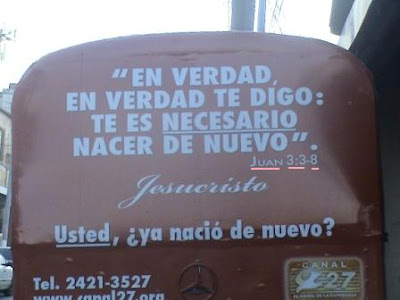 "EN VERDAD,
EN VERDAD TE DIGO:
TE ES NECESARIO
NACER DE NUEVO".
JUAN 3:3-8
Jesucristo
Usted, ¿ya nació de nuevo?
Tel. 2421-3527
www.canal27.org
CANAL
27